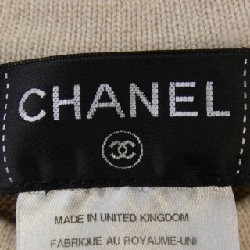 CHANEL
MADE IN UNITED KINGDOM
FABRIQUE AU ROYAUME-UNI